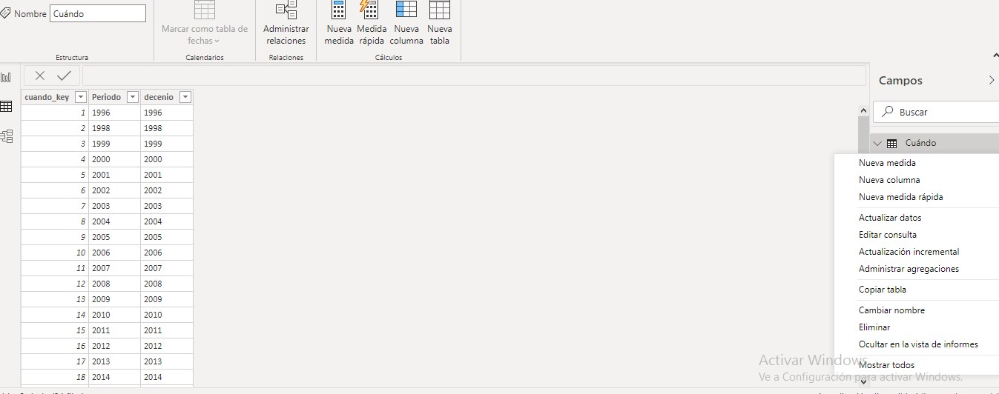 Nombre Cuándo
Marcar como tabla de
fechas
Administrar
relaciones
Nueva
medida
Medida
rápida
Nueva
columna
Nueva
tabla
Estructura
Calendarios
Relaciones
Cálculos
Campos
Buscar
Cuándo
cuando_key Periodo decenio
1 1996 1996
2 1998 1998
3 1999 1999
4 2000 2000
5 2001 2001
6 2002 2002
7 2003 2003
8 2004 2004
9 2005 2005
10 2006 2006
11 2007 2007
12 2008 2008
13 2009 2009
14 2010 2010
15 2011 2011
16 2012 2012
17 2013 2013
18 2014 2014
Nueva medida
Nueva columna
Nueva medida rápida
Actualizar datos
Editar consulta
Actualización incremental
Administrar agregaciones
Copiar tabla
Cambiar nombre
Eliminar
Ocultar en la vista de informes
Mostrar todos
Activar Windows
Ve a Configuración para activar Windows.